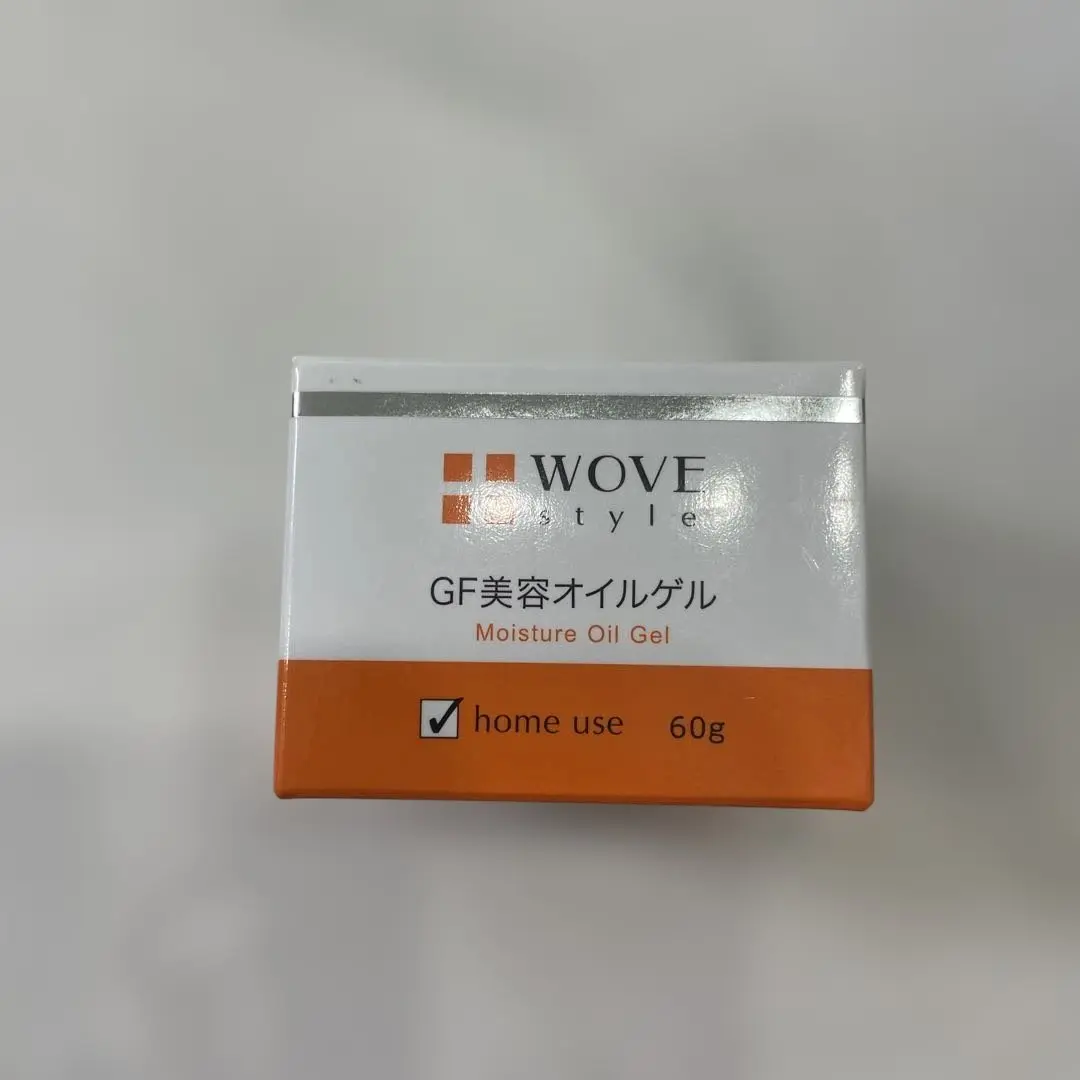 WOVE
style
GF美容オイルゲル
Moisture Oil Gel
home use 60g